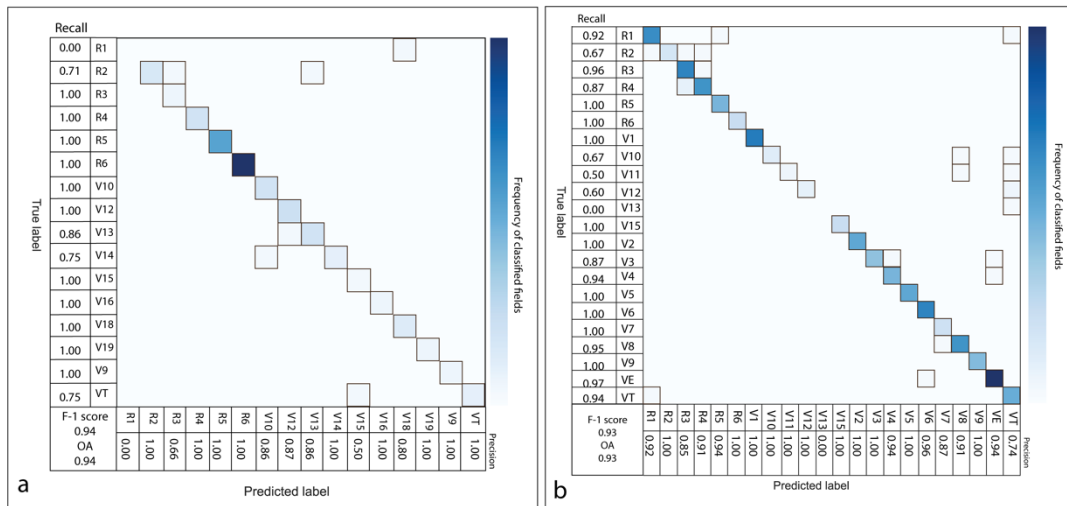 Recall
0.00 R1
0.71 R2
1.00 R3
1.00 R4
1.00 R5
1.00 R6
1.00 V10
1.00 V12
0.86 V13
0.75 V14
1.00 V15
1.00 V16
1.00 V18
1.00 V19
1.00 V9
0.75 VT
True label
F-1 score
0.94
OA
0.94
R1 R2 R3 R4 R5 R6 V10 V12 V13 V14 V15 V16 V18 V19 V9 VT
0.00 1.00 0.66 1.00 1.00 1.00 0.86 0.87 0.86 1.00 0.50 1.00 0.80 1.00 1.00 1.00
Precision
Predicted label
Frequency of classified fields
a
Recall
0.92 R1
0.67 R2
0.96 R3
0.87 R4
1.00 R5
1.00 R6
1.00 V1
0.67 V10
0.50 V11
0.60 V12
0.00 V13
1.00 V15
1.00 V2
0.87 V3
0.94 V4
1.00 V5
1.00 V6
1.00 V7
0.95 V8
1.00 V9
0.97 VE
0.94 VT
True label
F-1 score
0.93
OA
0.93
R1 R2 R3 R4 R5 R6 V1 V10 V11 V12 V13 V15 V2 V3 V4 V5 V6 V7 V8 V9 VE VT
0.92 1.00 0.85 0.91 0.94 1.00 1.00 1.00 1.00 1.00 0.00 1.00 1.00 1.00 0.94 1.00 0.96 0.87 0.91 1.00 0.94 0.74
Precision
Predicted label
Frequency of classified fields
b